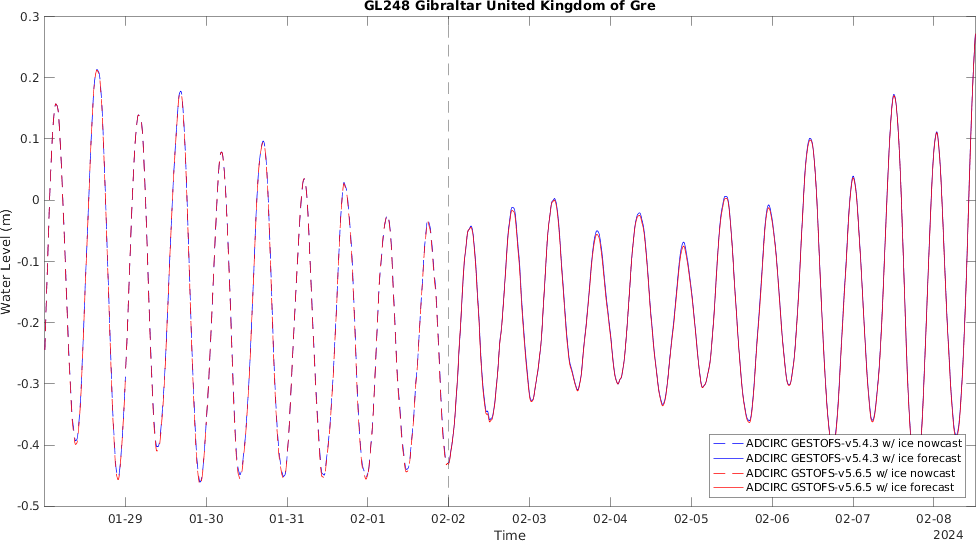 GL248 Gibraltar United Kingdom of Gre
0.3
0.2
0.1
0
-0.1
-0.2
-0.3
-0.4
-0.5
Water Level (m)
ADCIRC GESTOFS-v5.4.3 w/ ice nowcast
ADCIRC GESTOFS-v5.4.3 w/ ice forecast
ADCIRC GSTOFS-v5.6.5 w/ ice nowcast
ADCIRC GSTOFS-v5.6.5 w/ ice forecast
01-29 01-30 01-31 02-01 02-02 02-03 02-04 02-05 02-06 02-07 02-08
Time
2024